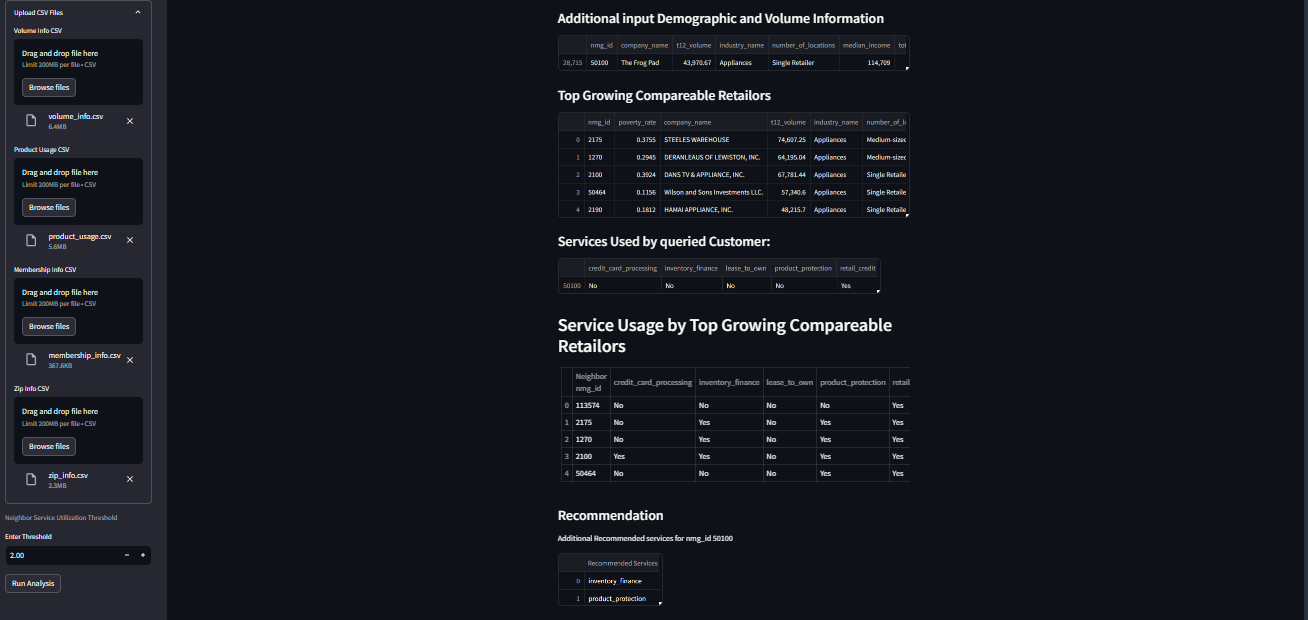 Upload CSV Files
Volume Info CSV
Drag and drop file here
Limit 200MB per file • CSV
Browse files
volume_info.csv
6.4MB
Product Usage CSV
Drag and drop file here
Limit 200MB per file • CSV
Browse files
product_usage.csv
5.6MB
Membership Info CSV
Drag and drop file here
Limit 200MB per file • CSV
Browse files
membership_info.csv
367.6KB
Zip Info CSV
Drag and drop file here
Limit 200MB per file • CSV
Browse files
zip_info.csv
2.3MB
Neighbor Service Utilization Threshold
Enter Threshold
2.00
Run Analysis
Additional input Demographic and Volume Information
nmg_id company_name t12_volume industry_name number_of_locations median_income tot
28,715 50100 The Frog Pad 43,970.67 Appliances Single Retailer 114,709
Top Growing Compareable Retailors
nmg_id poverty_rate company_name t12_volume industry_name number_of_l
0 2175 0.3755 STEELES WAREHOUSE 74,607.25 Appliances Medium-sized
1 1270 0.2945 DERANLEAUS OF LEWISTON, INC. 64,195.04 Appliances Medium-sized
2 2100 0.3924 DANS TV & APPLIANCE, INC. 67,781.44 Appliances Single Retaile
3 50464 0.1156 Wilson and Sons Investments LLC. 57,340.6 Appliances Single Retaile
4 2190 0.1812 HAMAI APPLIANCE, INC. 48,215.7 Appliances Single Retaile
Services Used by queried Customer:
credit_card_processing inventory_finance lease_to_own product_protection retail_credit
50100 No No No No Yes
Service Usage by Top Growing Compareable
Retailors
Neighbor
nmg_id credit_card_processing inventory_finance lease_to_own product_protection retail
0 113574 No No No No Yes
1 2175 No Yes No Yes Yes
2 1270 No Yes No Yes Yes
3 2100 Yes Yes No Yes Yes
4 50464 No No No Yes Yes
Recommendation
Additional Recommended services for nmg_id 50100
Recommended Services
0 inventory_finance
1 product_protection